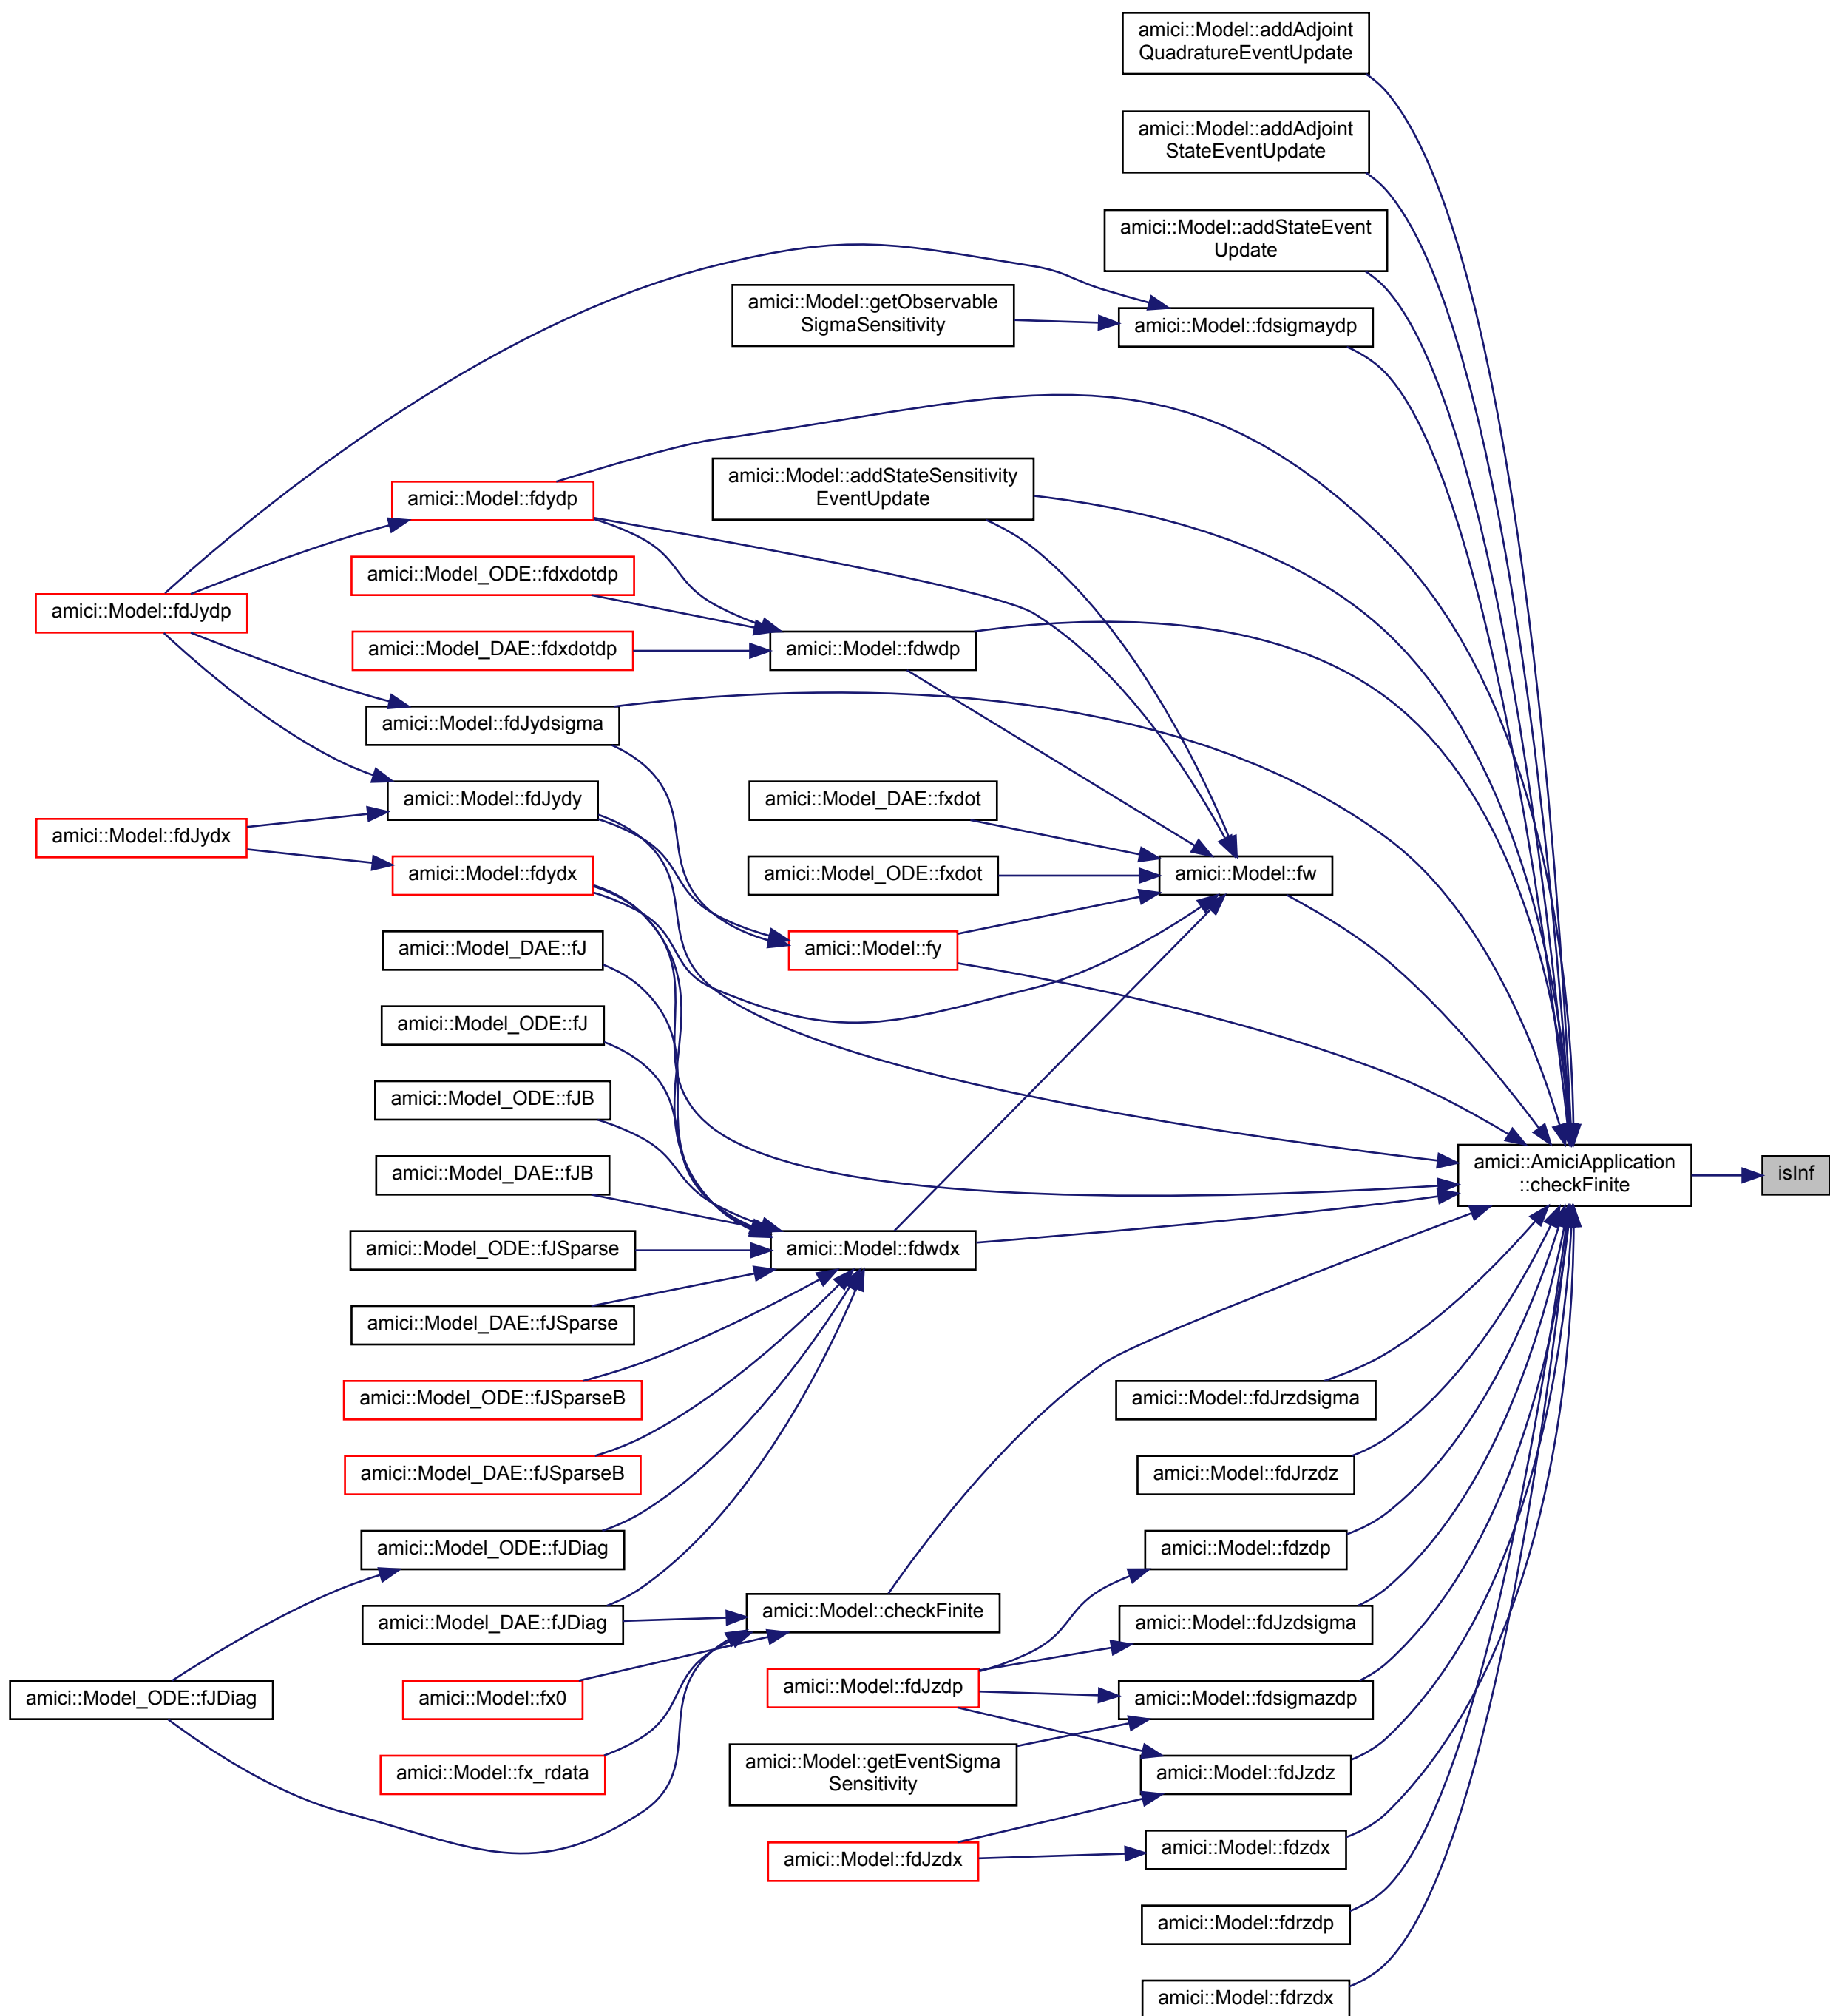 amici::Model::addAdjoint
QuadratureEventUpdate
amici::Model::addAdjoint
StateEventUpdate
amici::Model::addStateEvent
Update
amici::Model::getObservable
SigmaSensitivity
amici::Model::fdsigmaydp
amici::Model::fdydp
amici::Model::addStateSensitivity
EventUpdate
amici::Model_ODE::fdxdotdp
amici::Model::fdJydp
amici::Model_DAE::fdxdotdp
amici::Model::fdwdp
amici::Model::fdJydsigma
amici::Model::fdJydy
amici::Model_DAE::fxdot
amici::Model::fdJydx
amici::Model::fdydx
amici::Model_ODE::fxdot
amici::Model::fw
amici::Model_DAE::fJ
amici::Model::fy
amici::Model_ODE::fJ
amici::Model_ODE::fJB
amici::Model_DAE::fJB
amici::AmiciApplication
::checkFinite
isInf
amici::Model_ODE::fJSparse
amici::Model::fdwdx
amici::Model_DAE::fJSparse
amici::Model_ODE::fJSparseB
amici::Model::fdJrzdsigma
amici::Model_DAE::fJSparseB
amici::Model::fdJrzdz
amici::Model_ODE::fJDiag
amici::Model::fdzdp
amici::Model_DAE::fJDiag
amici::Model::checkFinite
amici::Model::fdJzdsigma
amici::Model_ODE::fJDiag
amici::Model::fx0
amici::Model::fdJzdp
amici::Model::fdsigmazdp
amici::Model::fx_rdata
amici::Model::getEventSigma
Sensitivity
amici::Model::fdJzdz
amici::Model::fdJzdx
amici::Model::fdzdx
amici::Model::fdrzdp
amici::Model::fdrzdx